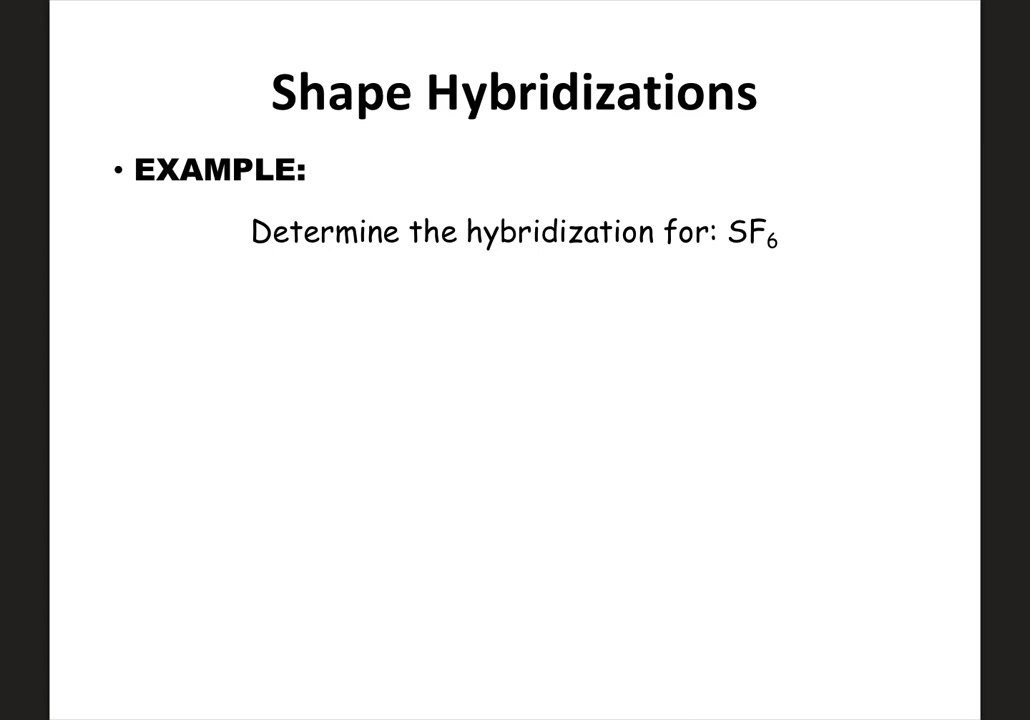 Shape Hybridizations
• EXAMPLE:
Determine the hybridization for: SF₆